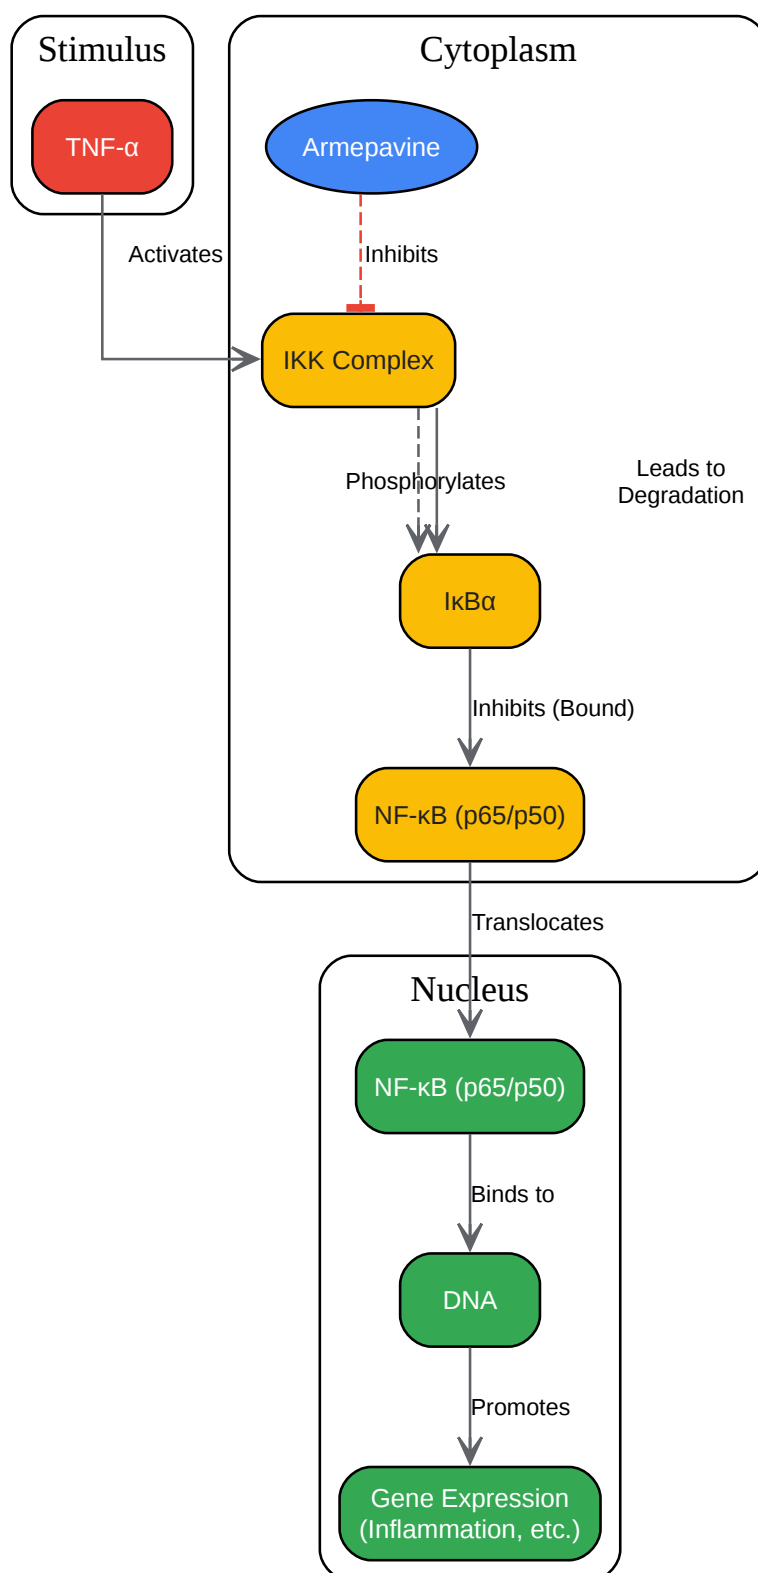 Stimulus
Cytoplasm
TNF-α
Armepavine
Activates
Inhibits
IKK Complex
Phosphorylates
Leads to
Degradation
IκBα
Inhibits (Bound)
NF-κB (p65/p50)
Translocates
Nucleus
NF-κB (p65/p50)
Binds to
DNA
Promotes
Gene Expression
(Inflammation, etc.)